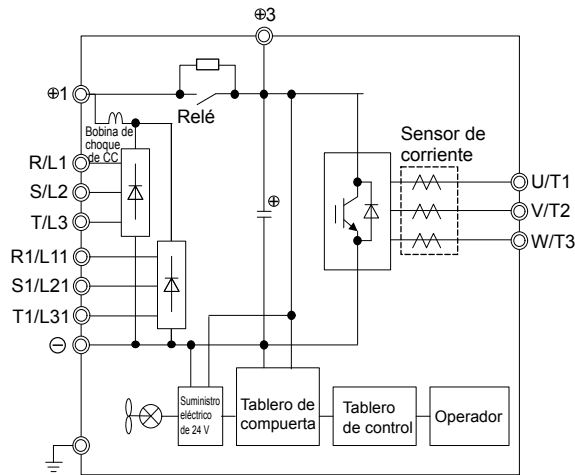 ⊕3
⊕1
Relé
Bobina de
choque
de CC
Sensor de
corriente
R/L1
S/L2
T/L3
U/T1
V/T2
W/T3
⊕
R1/L11
S1/L21
T1/L31
⊖
Suministro
eléctrico
de 24 V
Tablero de
compuerta
Tablero
de control
Operador